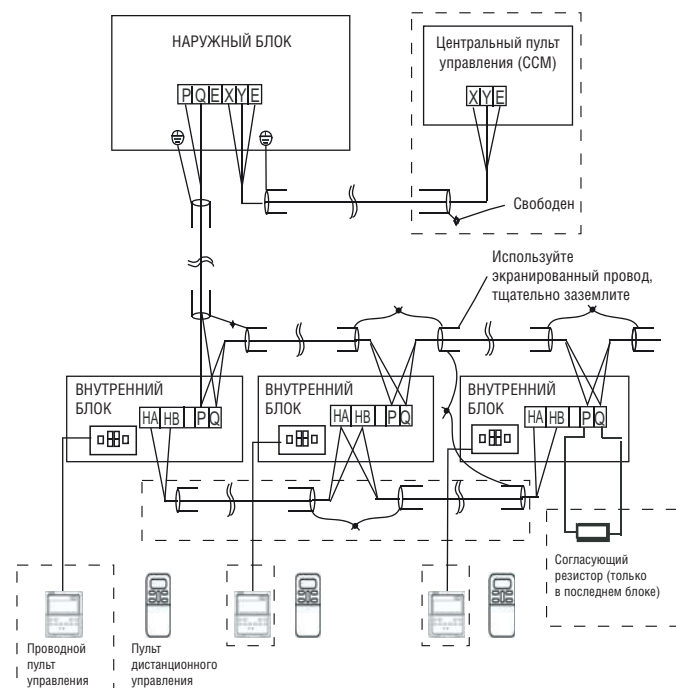 НАРУЖНЫЙ БЛОК
P Q E X Y E
Центральный пульт
управления (CCM)
X Y E
Свободен
Используйте
экранированный провод,
тщательно заземлите
ВНУТРЕННИЙ
БЛОК
HA HB P Q
ВНУТРЕННИЙ
БЛОК
HA HB P Q
ВНУТРЕННИЙ
БЛОК
HA HB P Q
Согласующий
резистор (только
в последнем блоке)
Проводной
пульт
управления
Пульт
дистанционного
управления